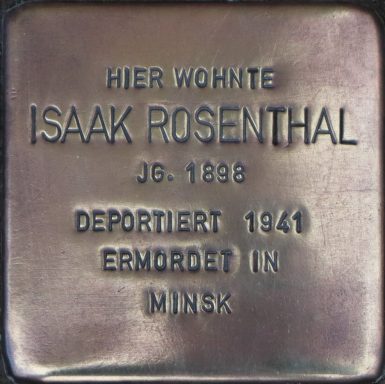 HIER WOHNTE
ISAAK ROSENTHAL
JG. 1898
DEPORTIERT 1941
ERMORDET IN
MINSK